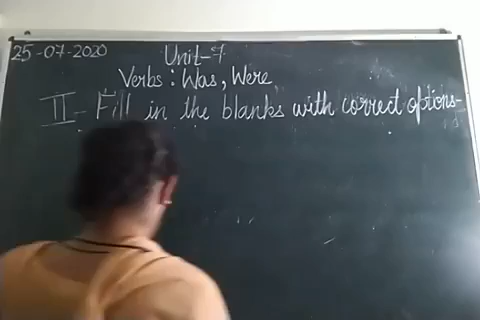 25-07-2020
Unit-7
Verbs : Was, Were
II- Fill in the blanks with correct options-